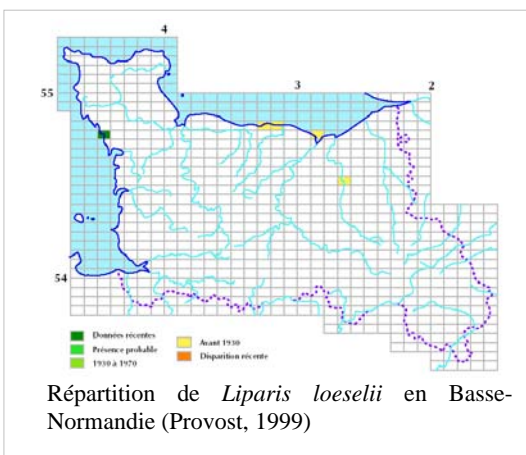 4
55
3
2
54
Données récentes
Présence probable
1930 à 1970
Avant 1930
Disparition récente
Répartition de Liparis loeselii en Basse-
Normandie (Provost, 1999)